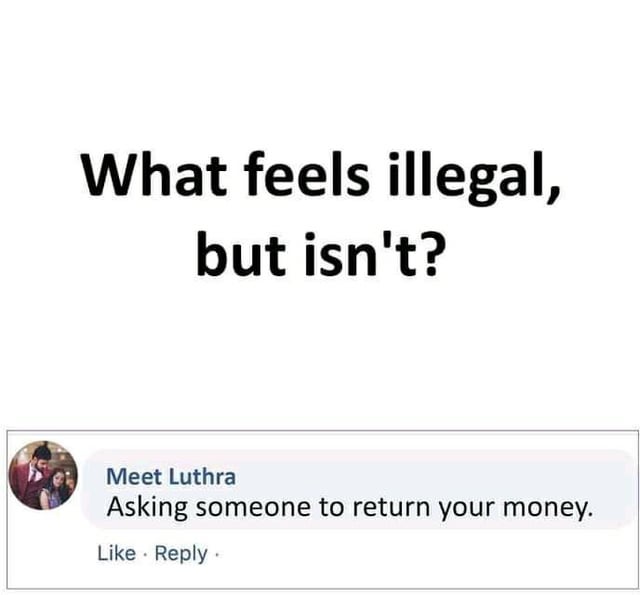 What feels illegal,
but isn't?
Meet Luthra
Asking someone to return your money.
Like · Reply ·